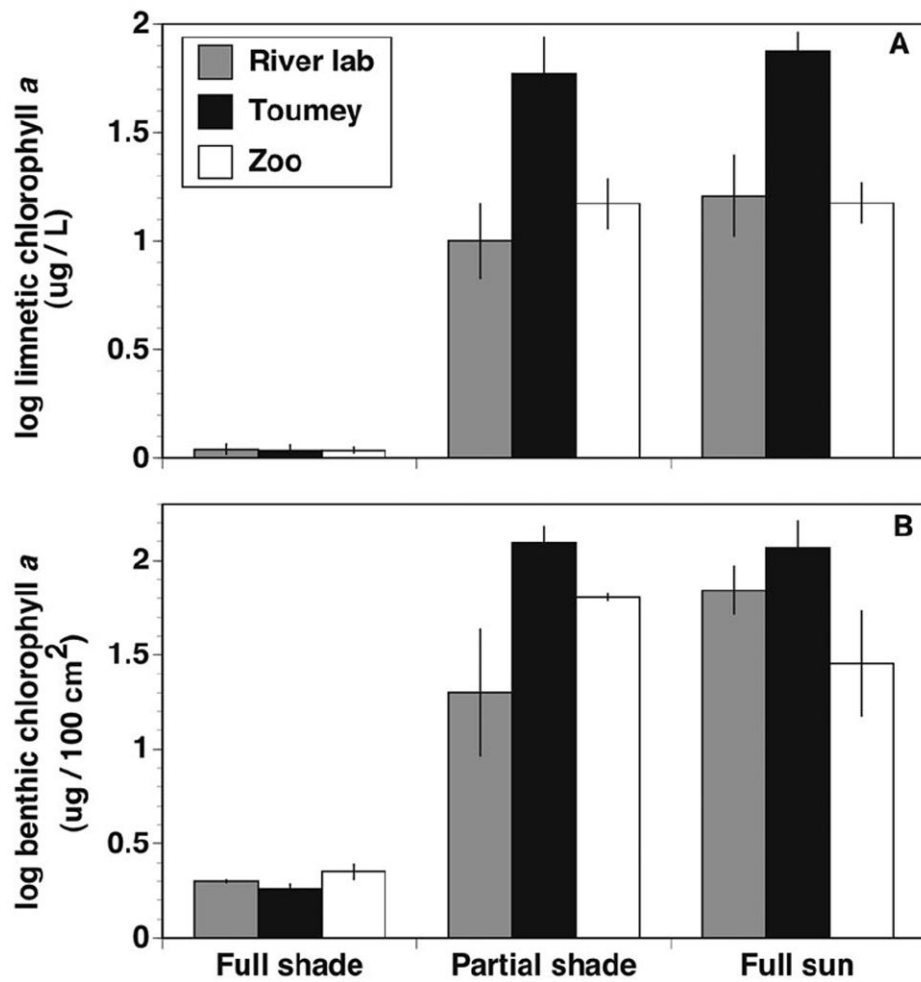 A
River lab
Toumey
Zoo
log limnetic chlorophyll a
(ug / L)
2
1.5
1
0.5
0
B
log benthic chlorophyll a
(ug / 100 cm²)
2
1.5
1
0.5
0
Full shade
Partial shade
Full sun